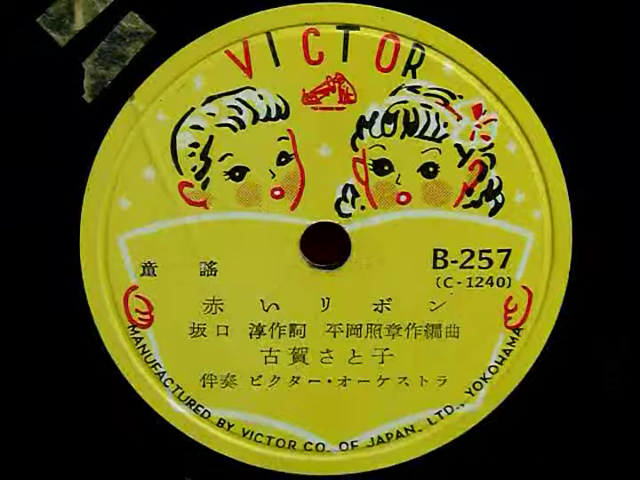 VICTOR
童謠
B-257
(C-1240)
赤いリボン
坂口 淳作詞 平岡照章作編曲
古賀さと子
伴奏 ビクター・オーケストラ
MANUFACTURED BY VICTOR CO. OF JAPAN, LTD., YOKOHAMA